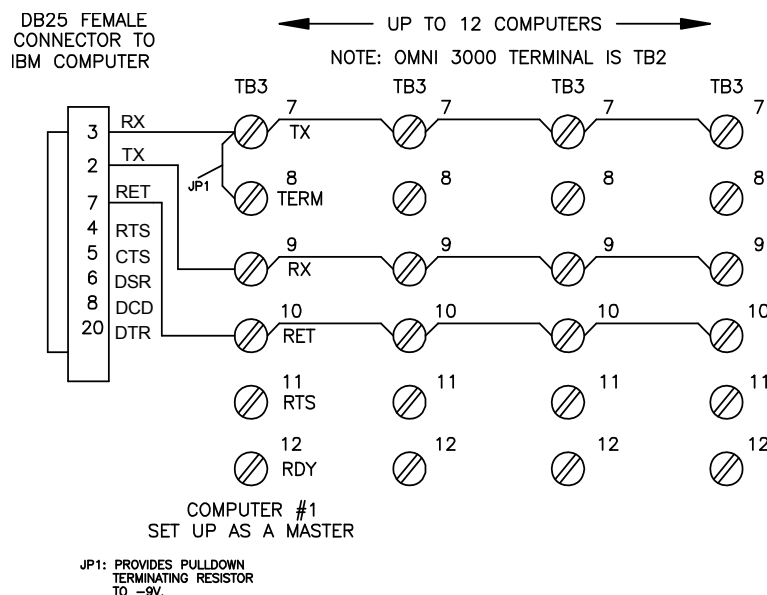 DB25 FEMALE
CONNECTOR TO
IBM COMPUTER
UP TO 12 COMPUTERS
NOTE: OMNI 3000 TERMINAL IS TB2
TB3 TB3 TB3 TB3
3 RX 7 TX 7 7 7
2 TX
JP1
7 RET 8 TERM 8 8 8
4 RTS
5 CTS 9 RX 9 9 9
6 DSR
8 DCD
20 DTR 10 RET 10 10 10
11 RTS 11 11 11
12 RDY 12 12 12
COMPUTER #1
SET UP AS A MASTER
JP1: PROVIDES PULLDOWN
TERMINATING RESISTOR
TO -9V.